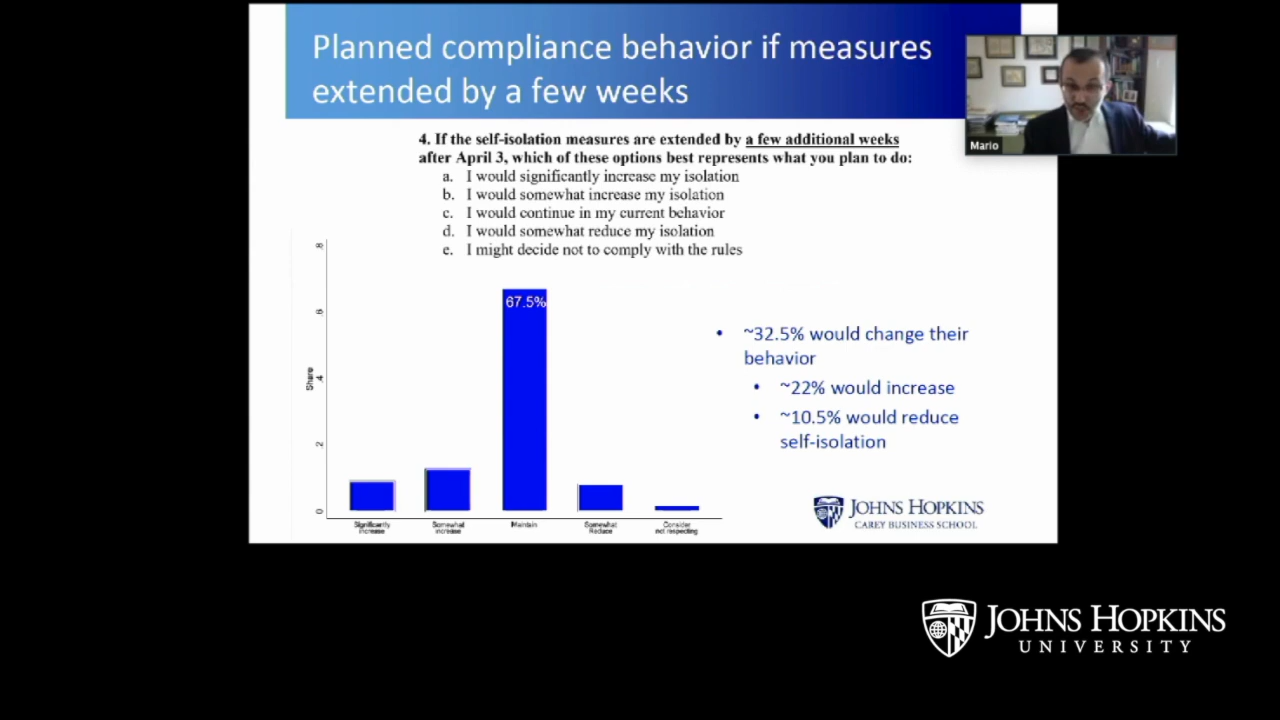 Planned compliance behavior if measures
extended by a few weeks
Mario
4. If the self-isolation measures are extended by a few additional weeks
after April 3, which of these options best represents what you plan to do:
a. I would significantly increase my isolation
b. I would somewhat increase my isolation
c. I would continue in my current behavior
d. I would somewhat reduce my isolation
e. I might decide not to comply with the rules
.8
.6
.4
.2
0
Share
67.5%
Significantly
increase
Somewhat
increase
Maintain
Somewhat
Reduce
Consider
not respecting
• ~32.5% would change their
behavior
• ~22% would increase
• ~10.5% would reduce
self-isolation
JOHNS HOPKINS
CAREY BUSINESS SCHOOL
JOHNS HOPKINS
UNIVERSITY